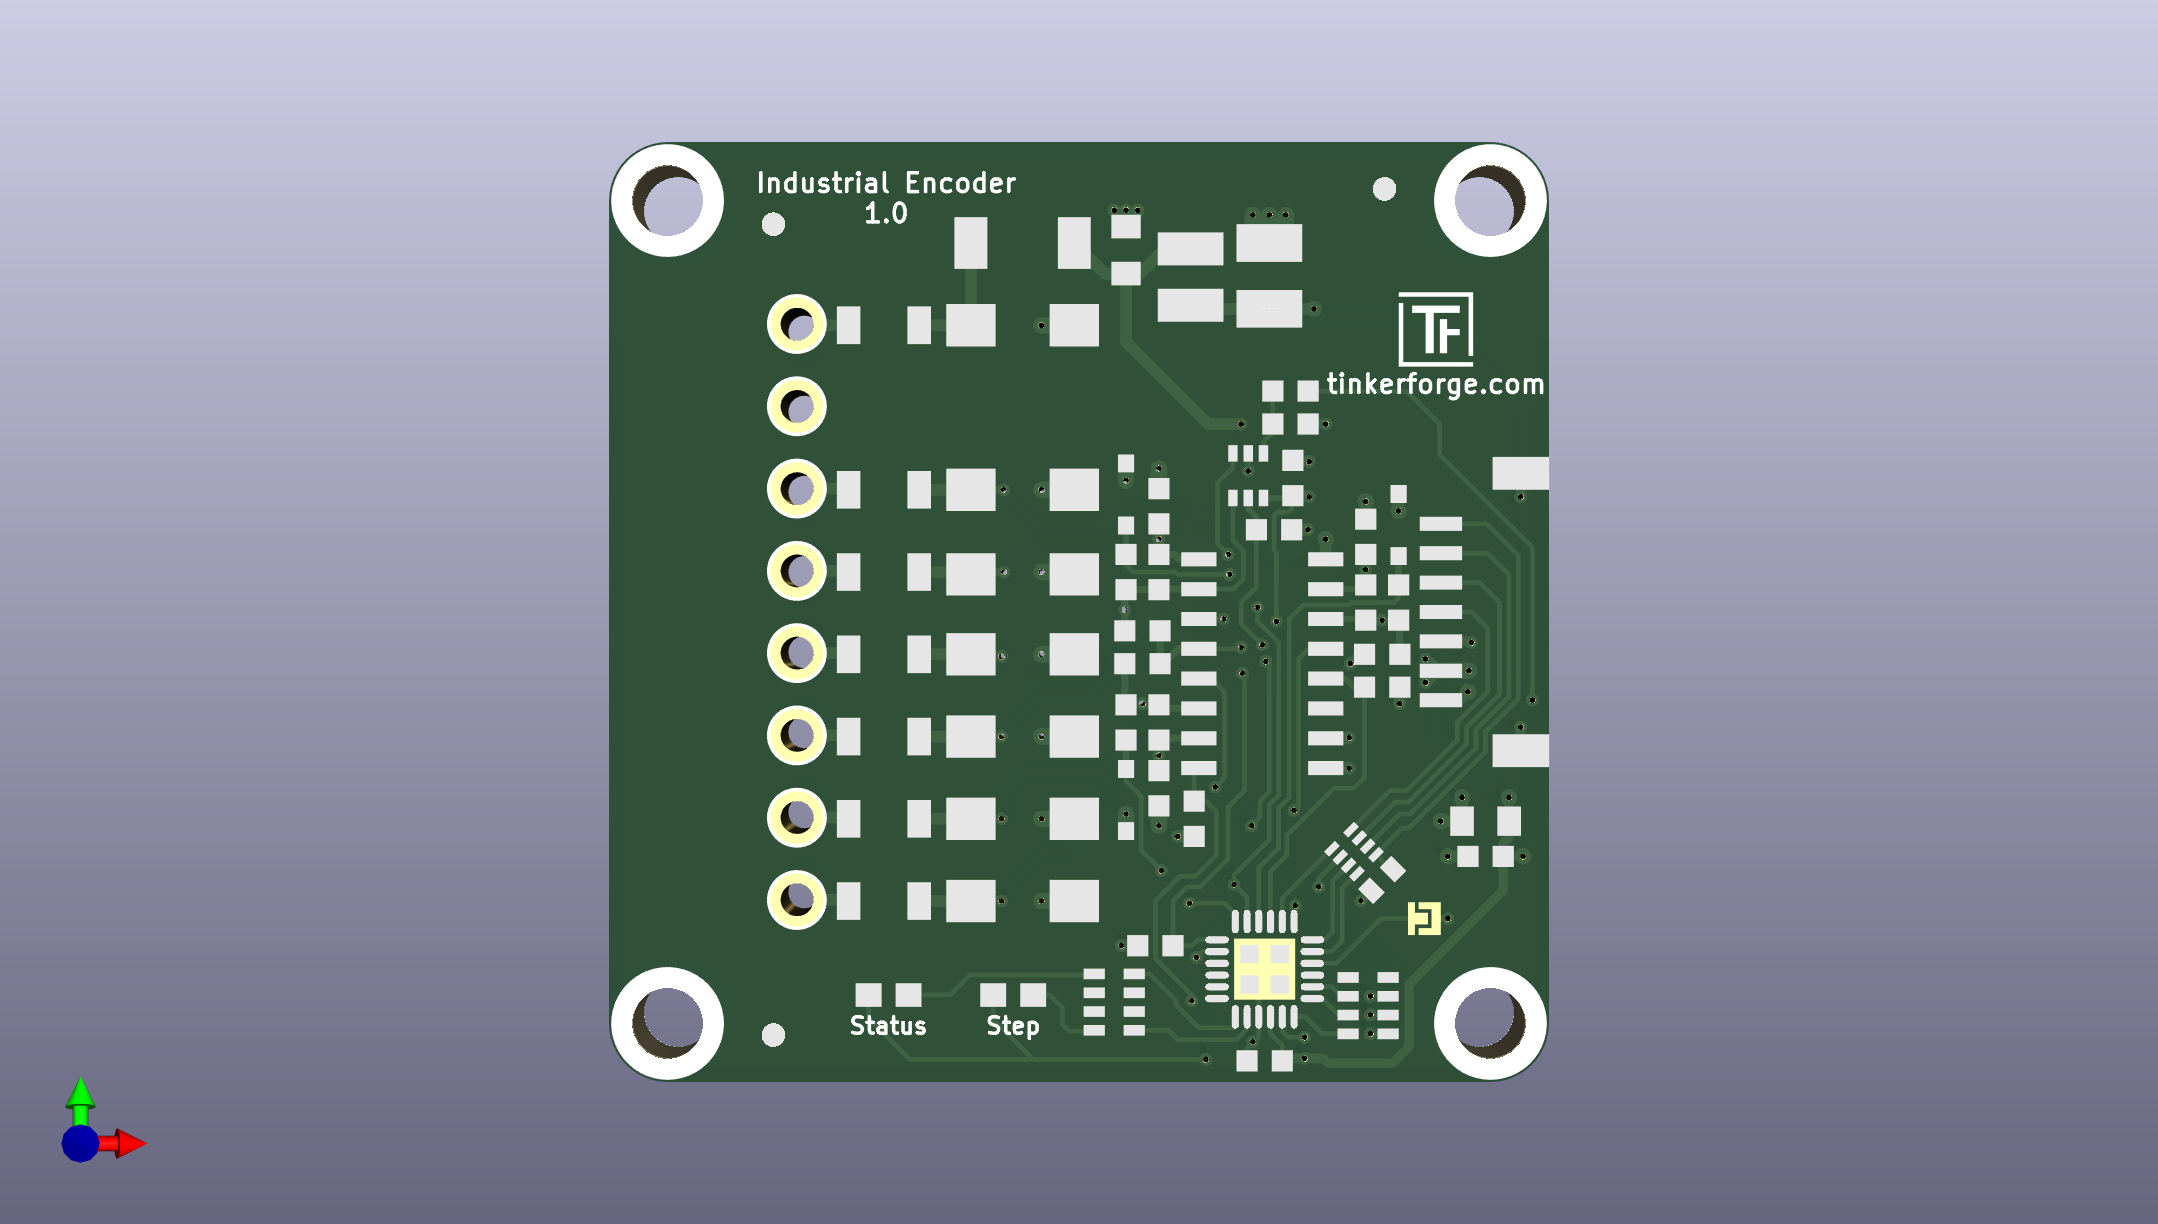 Industrial Encoder
1.0
TF
tinkerforge.com
Status
Step